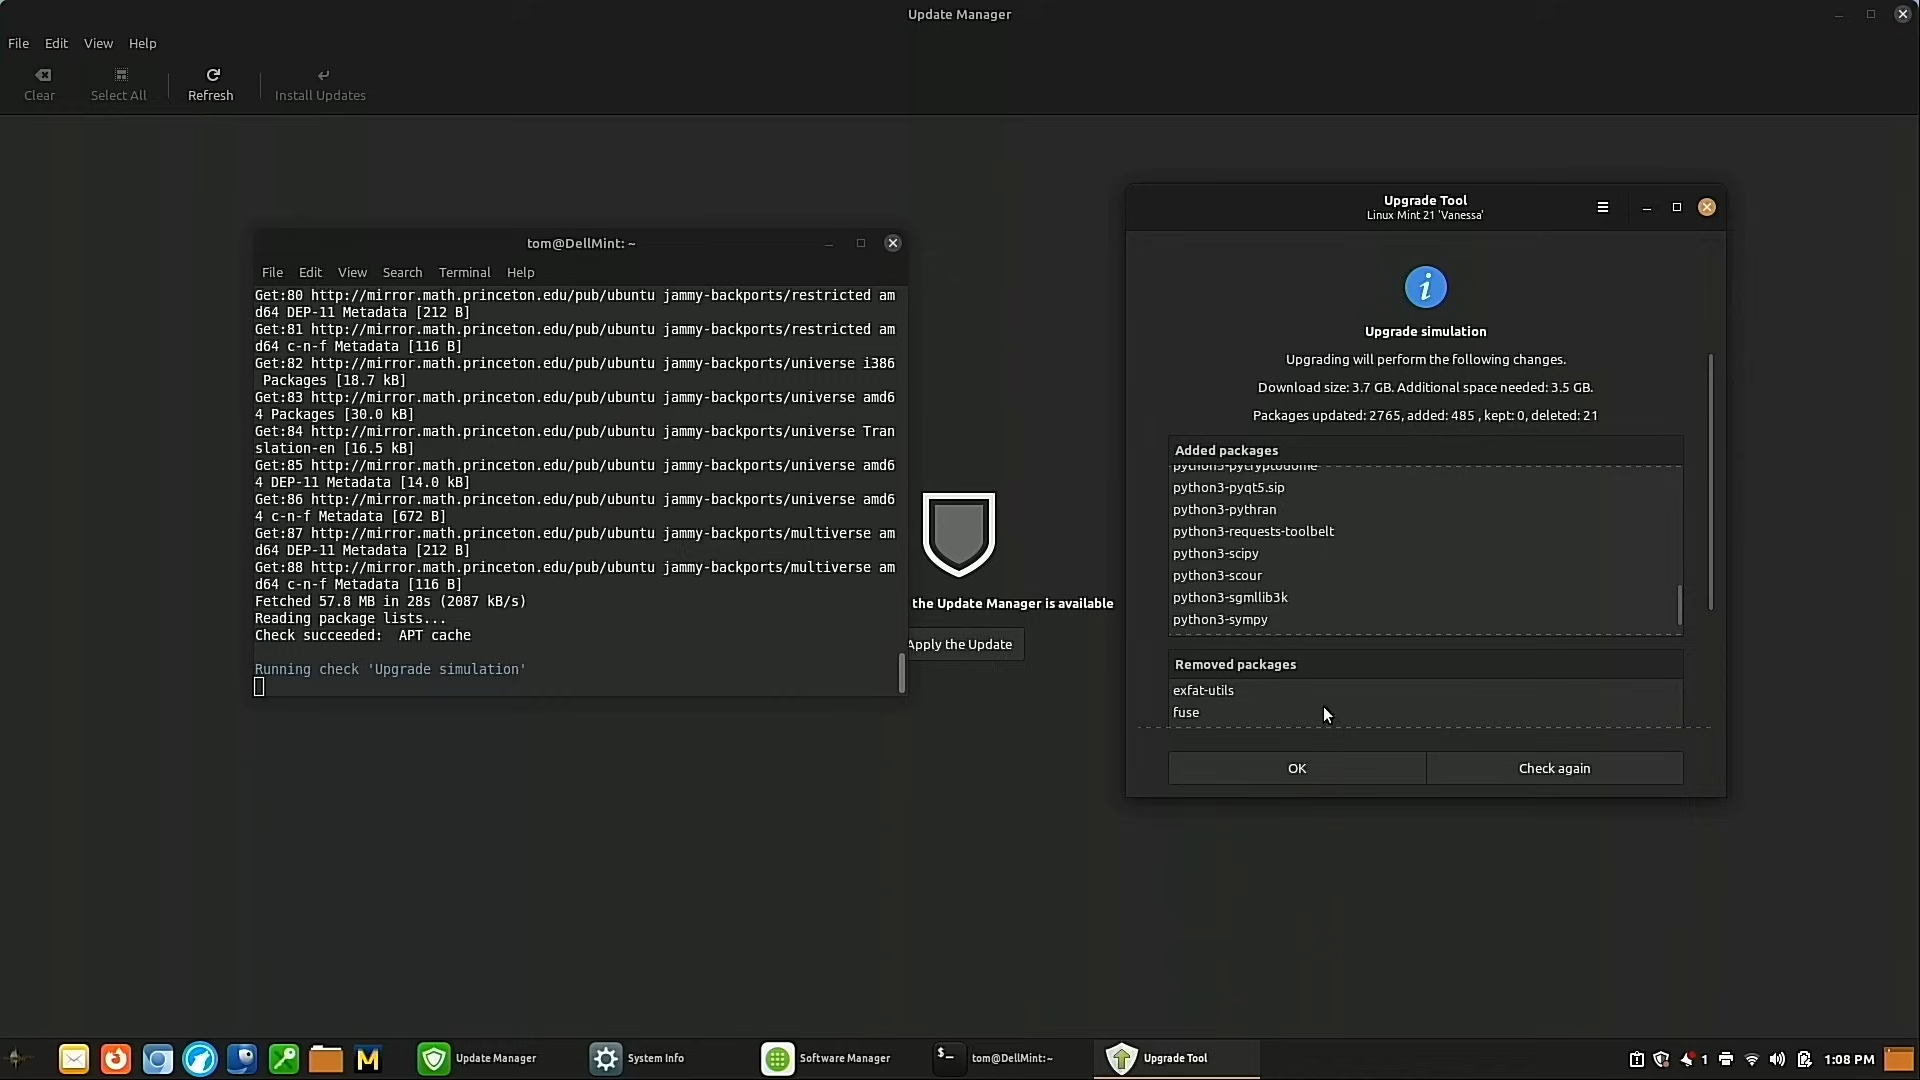 Update Manager
File Edit View Help
Clear Select All Refresh Install Updates
tom@DellMint: ~
File Edit View Search Terminal Help
Get:80 http://mirror.math.princeton.edu/pub/ubuntu jammy-backports/restricted am
d64 DEP-11 Metadata [212 B]
Get:81 http://mirror.math.princeton.edu/pub/ubuntu jammy-backports/restricted am
d64 c-n-f Metadata [116 B]
Get:82 http://mirror.math.princeton.edu/pub/ubuntu jammy-backports/universe i386
Packages [18.7 kB]
Get:83 http://mirror.math.princeton.edu/pub/ubuntu jammy-backports/universe amd6
4 Packages [30.0 kB]
Get:84 http://mirror.math.princeton.edu/pub/ubuntu jammy-backports/universe Tran
slation-en [16.5 kB]
Get:85 http://mirror.math.princeton.edu/pub/ubuntu jammy-backports/universe amd6
4 DEP-11 Metadata [14.0 kB]
Get:86 http://mirror.math.princeton.edu/pub/ubuntu jammy-backports/universe amd6
4 c-n-f Metadata [672 B]
Get:87 http://mirror.math.princeton.edu/pub/ubuntu jammy-backports/multiverse am
d64 DEP-11 Metadata [212 B]
Get:88 http://mirror.math.princeton.edu/pub/ubuntu jammy-backports/multiverse am
d64 c-n-f Metadata [116 B]
Fetched 57.8 MB in 28s (2087 kB/s)
Reading package lists...
Check succeeded:  APT cache
Running check 'Upgrade simulation'
the Update Manager is available
Apply the Update
Upgrade Tool
Linux Mint 21 'Vanessa'
Upgrade simulation
Upgrading will perform the following changes.
Download size: 3.7 GB. Additional space needed: 3.5 GB.
Packages updated: 2765, added: 485 , kept: 0, deleted: 21
Added packages
python3-pycryptodome
python3-pyqt5.sip
python3-pythran
python3-requests-toolbelt
python3-scipy
python3-scour
python3-sgmllib3k
python3-sympy
Removed packages
exfat-utils
fuse
OK Check again
Update Manager System Info Software Manager tom@DellMint:~ Upgrade Tool 1 1:08 PM